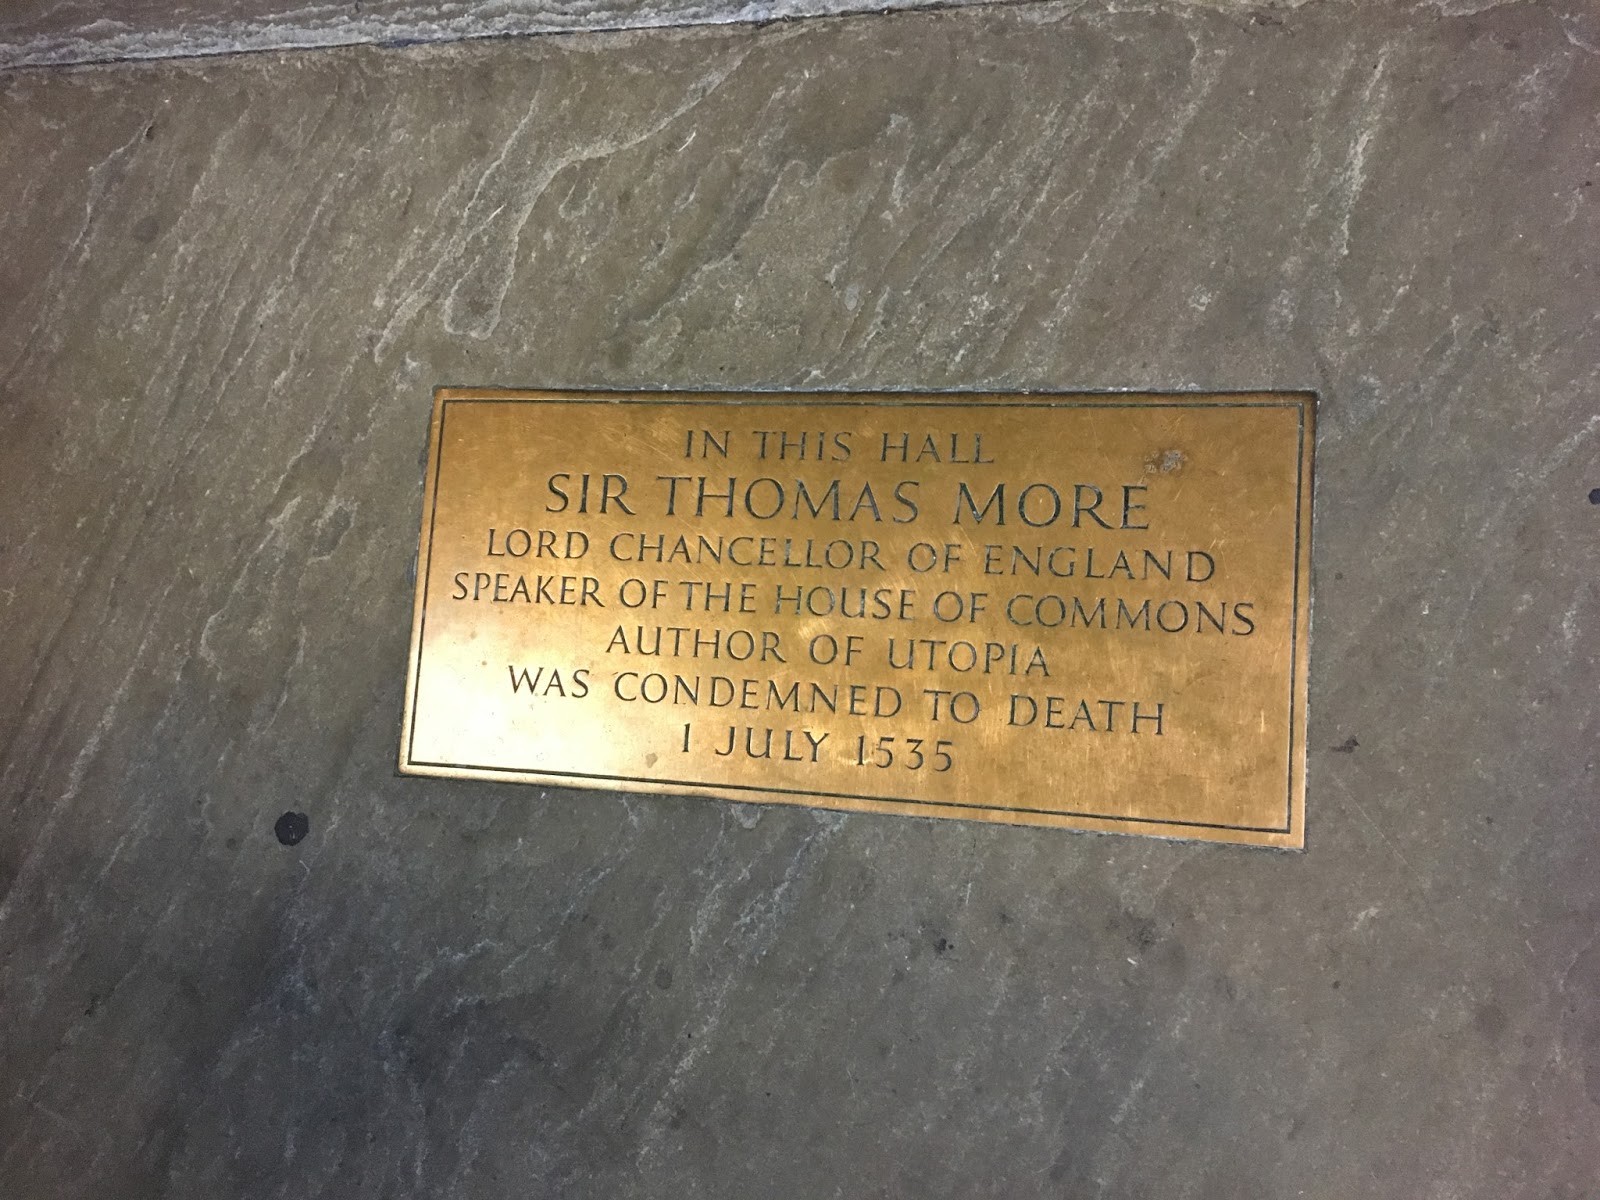 IN THIS HALL
SIR THOMAS MORE
LORD CHANCELLOR OF ENGLAND
SPEAKER OF THE HOUSE OF COMMONS
AUTHOR OF UTOPIA
WAS CONDEMNED TO DEATH
1 JULY 1535